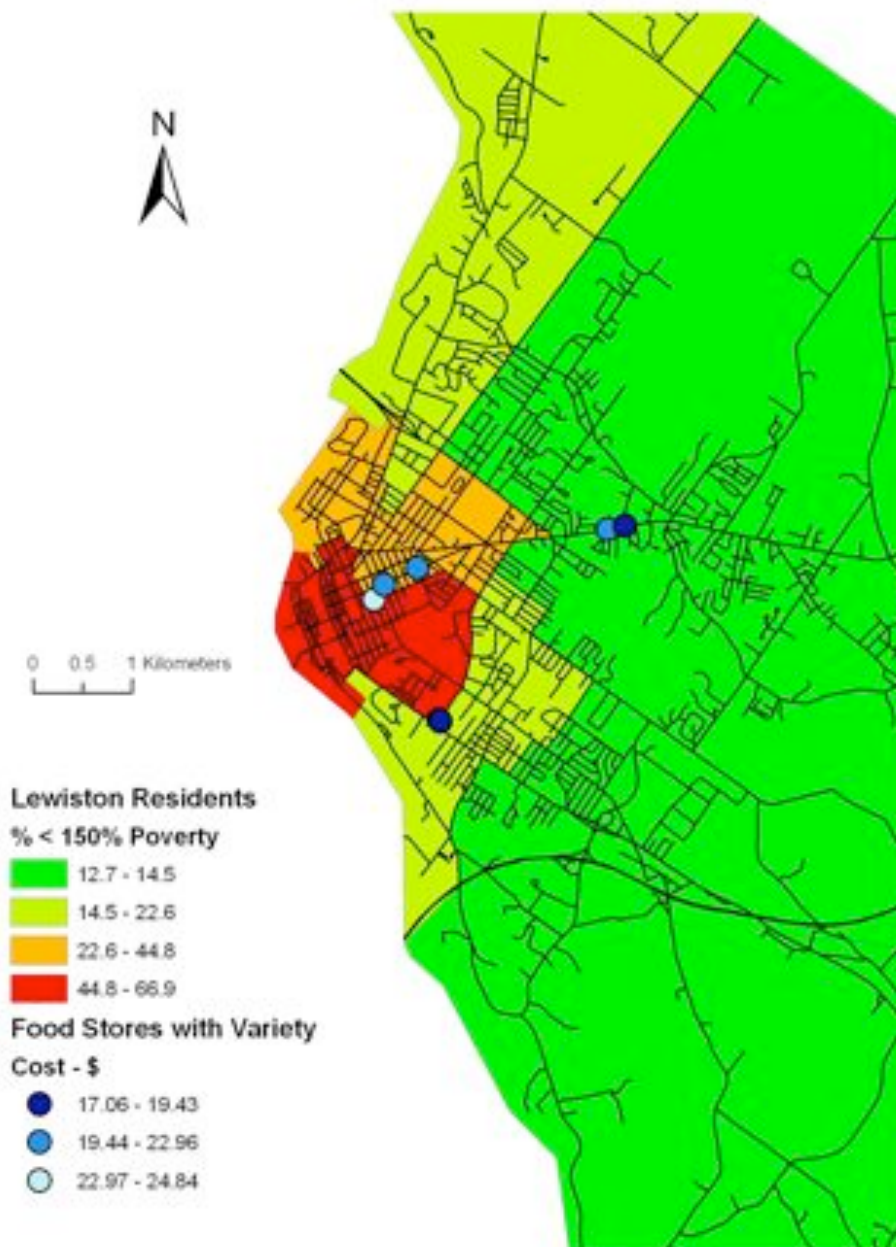 N
0 0.5 1 Kilometers
Lewiston Residents
% < 150% Poverty
12.7 - 14.5
14.5 - 22.6
22.6 - 44.8
44.8 - 66.9
Food Stores with Variety
Cost - $
17.06 - 19.43
19.44 - 22.96
22.97 - 24.84